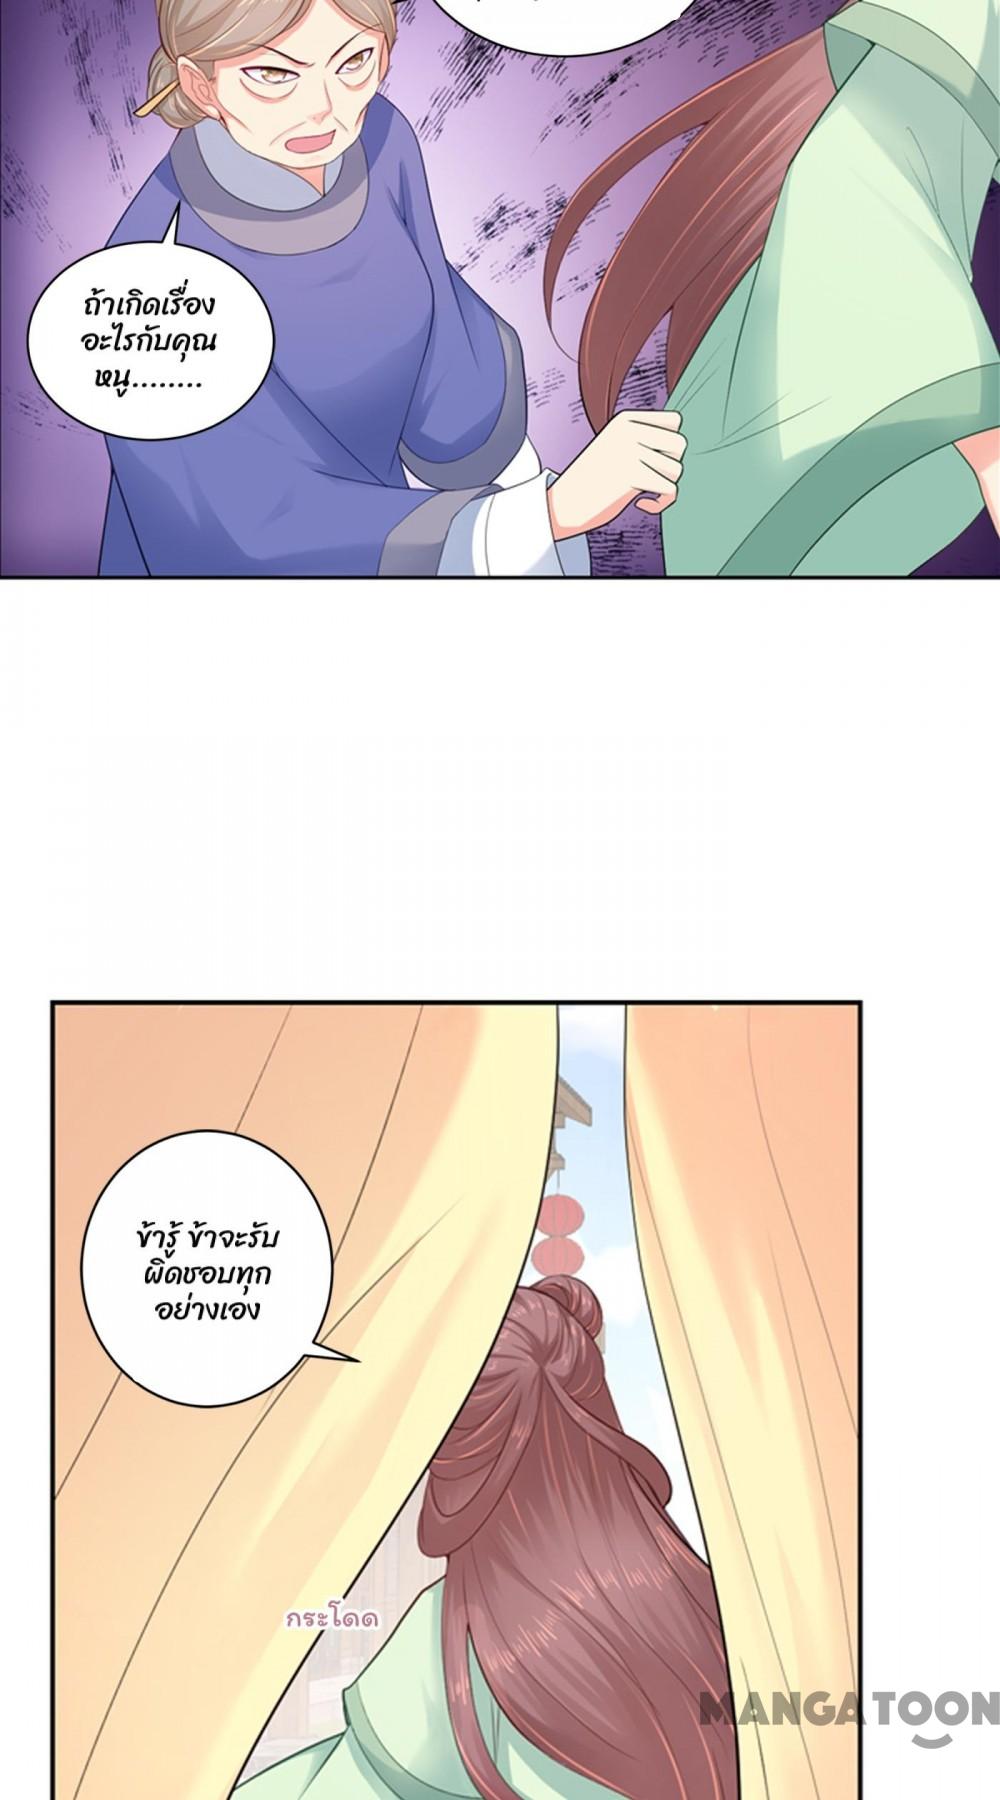 ถ้าเกิดเรื่อง
อะไรกับคุณ
หนู........
ข้ารู้ ข้าจะรับ
ผิดชอบทุก
อย่างเอง
กระโดด
MANGATOON